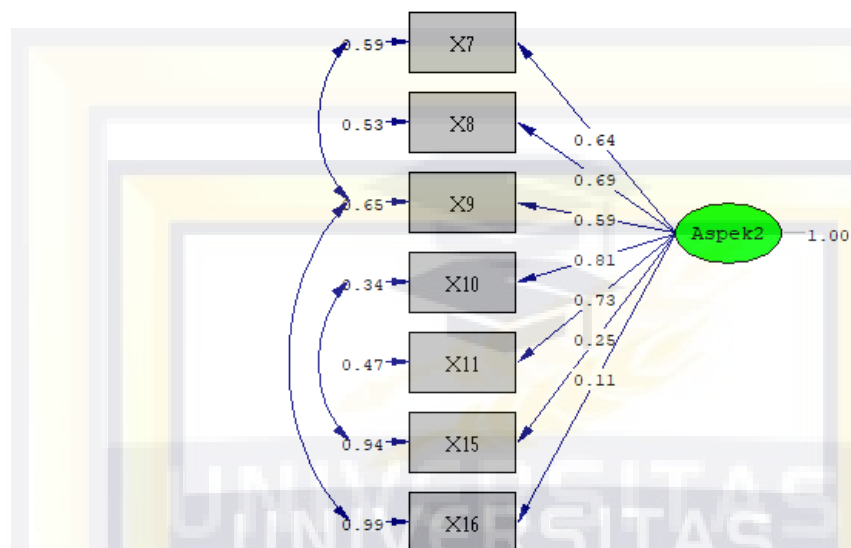 0.59 X7
0.53 X8
0.64
0.69
0.65 X9
0.59
Aspek2 1.00
0.81
0.34 X10
0.73
0.25
0.47 X11
0.11
0.94 X15
UNIVERSITAS
0.99 X16
UNIVERSITAS